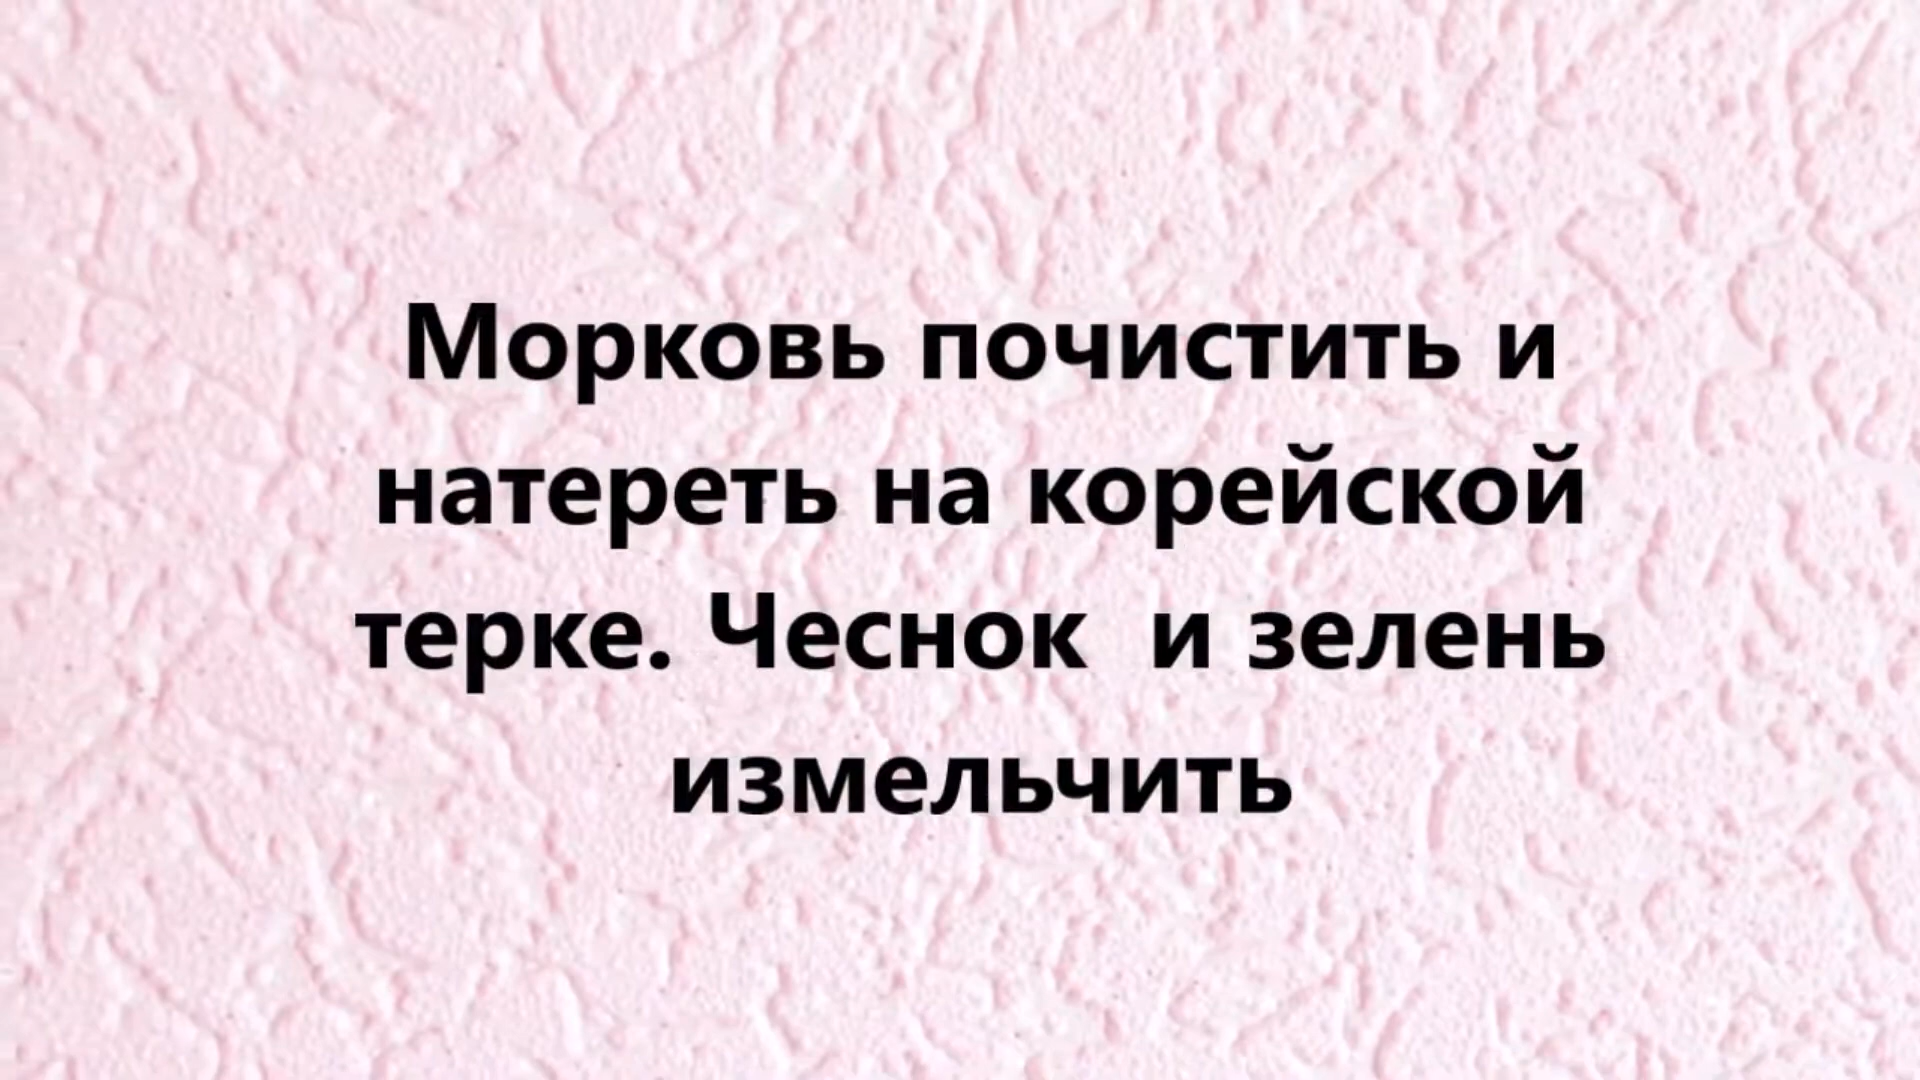 Морковь почистить и
натереть на корейской
терке. Чеснок  и зелень
измельчить